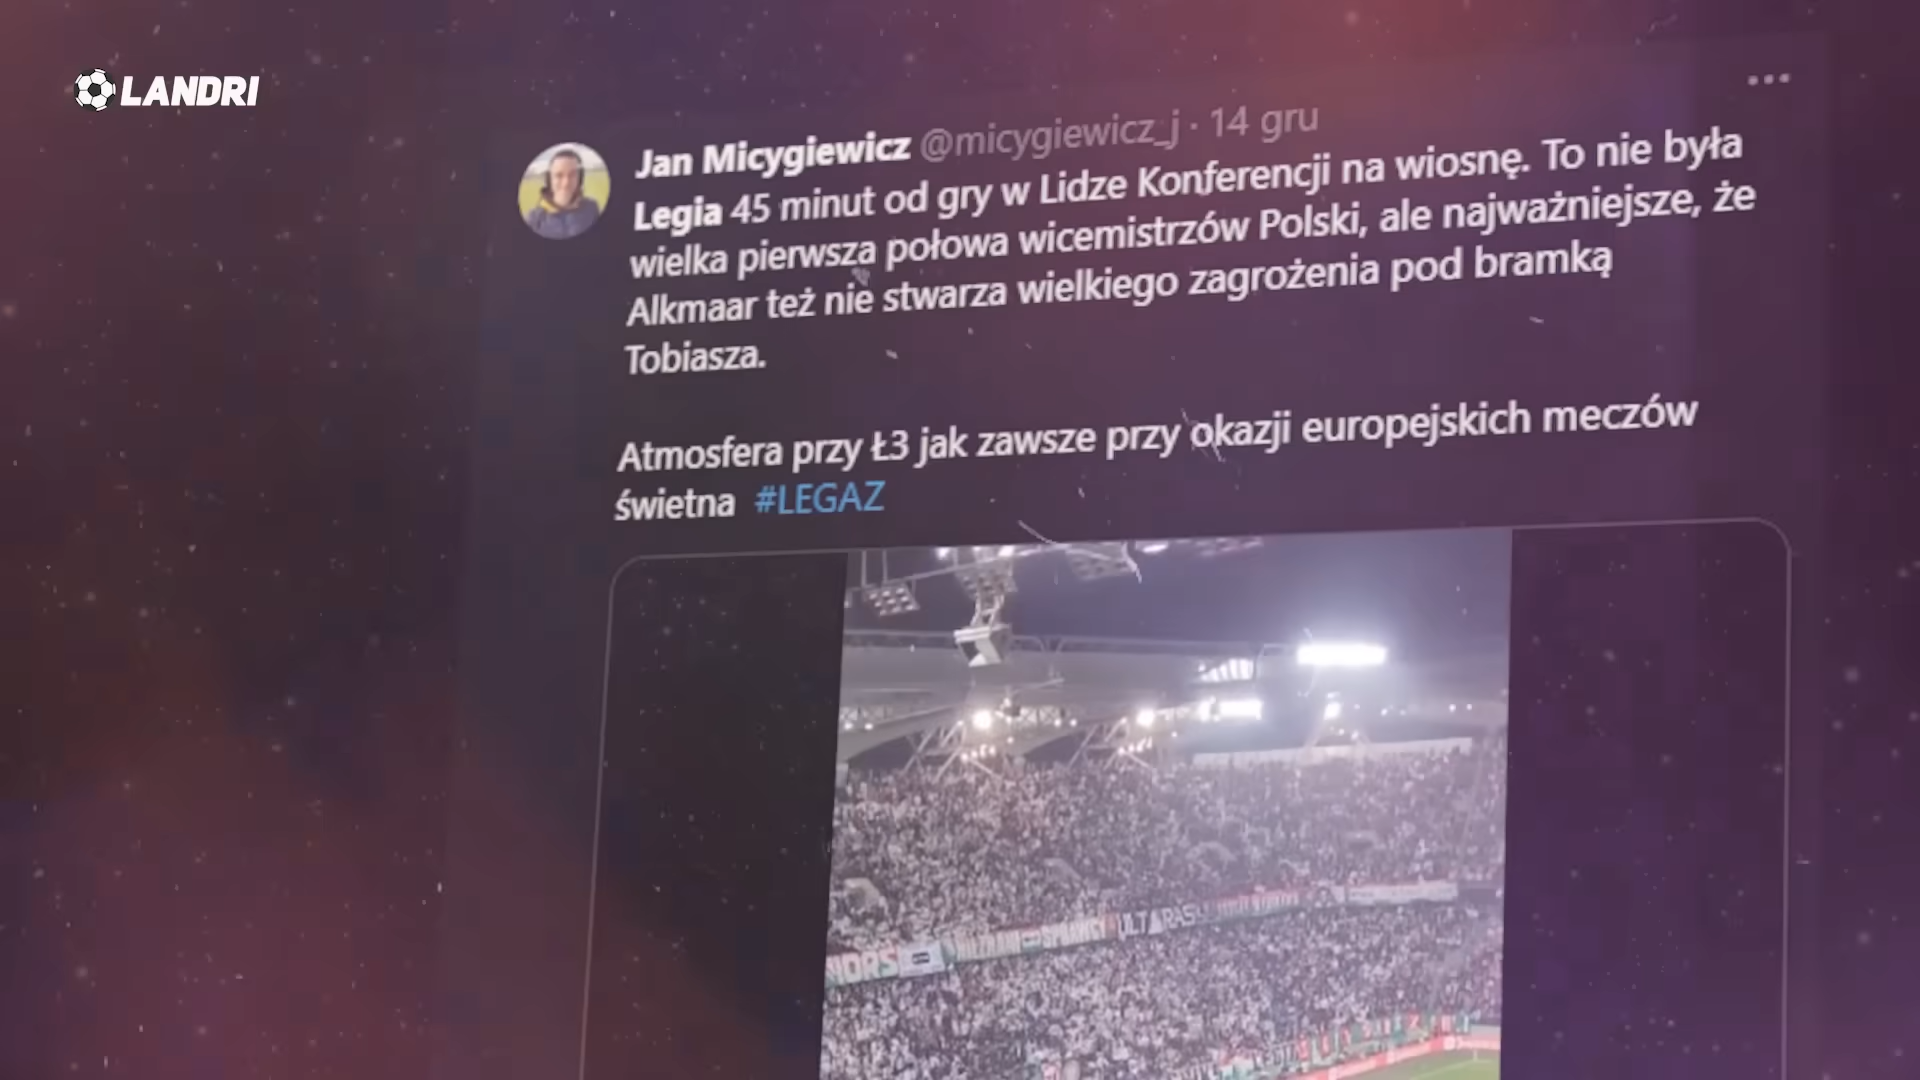 LANDRI
Jan Micygiewicz @micygiewicz_j · 14 gru
Legia 45 minut od gry w Lidze Konferencji na wiosnę. To nie była
wielka pierwsza połowa wicemistrzów Polski, ale najważniejsze, że
Alkmaar też nie stwarza wielkiego zagrożenia pod bramką
Tobiasza.
Atmosfera przy Ł3 jak zawsze przy okazji europejskich meczów
świetna #LEGAZ
ULTRAS